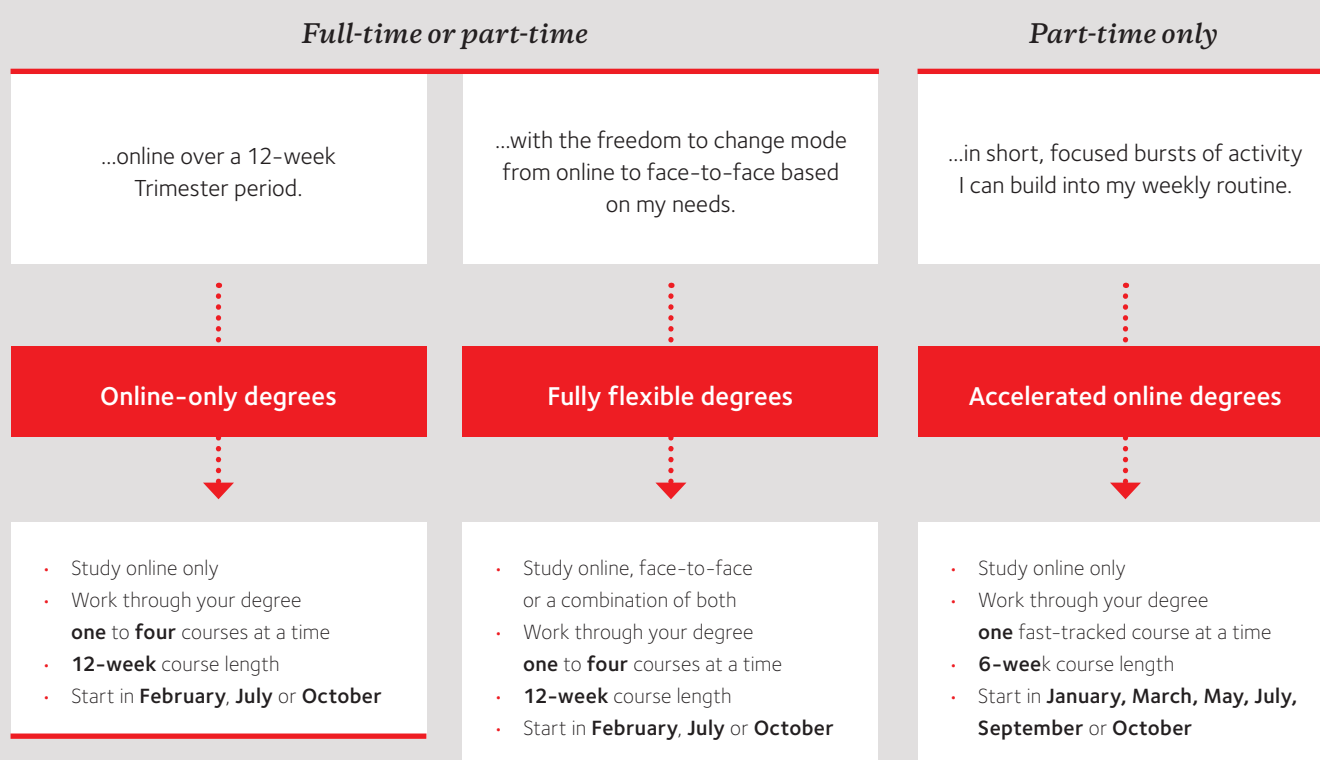 Full-time or part-time
...online over a 12-week
Trimester period.
...with the freedom to change mode
from online to face-to-face based
on my needs.
Online-only degrees
Fully flexible degrees
• Study online only
• Work through your degree
one to four courses at a time
• 12-week course length
• Start in February, July or October
• Study online, face-to-face
or a combination of both
• Work through your degree
one to four courses at a time
• 12-week course length
• Start in February, July or October
Part-time only
...in short, focused bursts of activity
I can build into my weekly routine.
Accelerated online degrees
• Study online only
• Work through your degree
one fast-tracked course at a time
• 6-week course length
• Start in January, March, May, July,
September or October